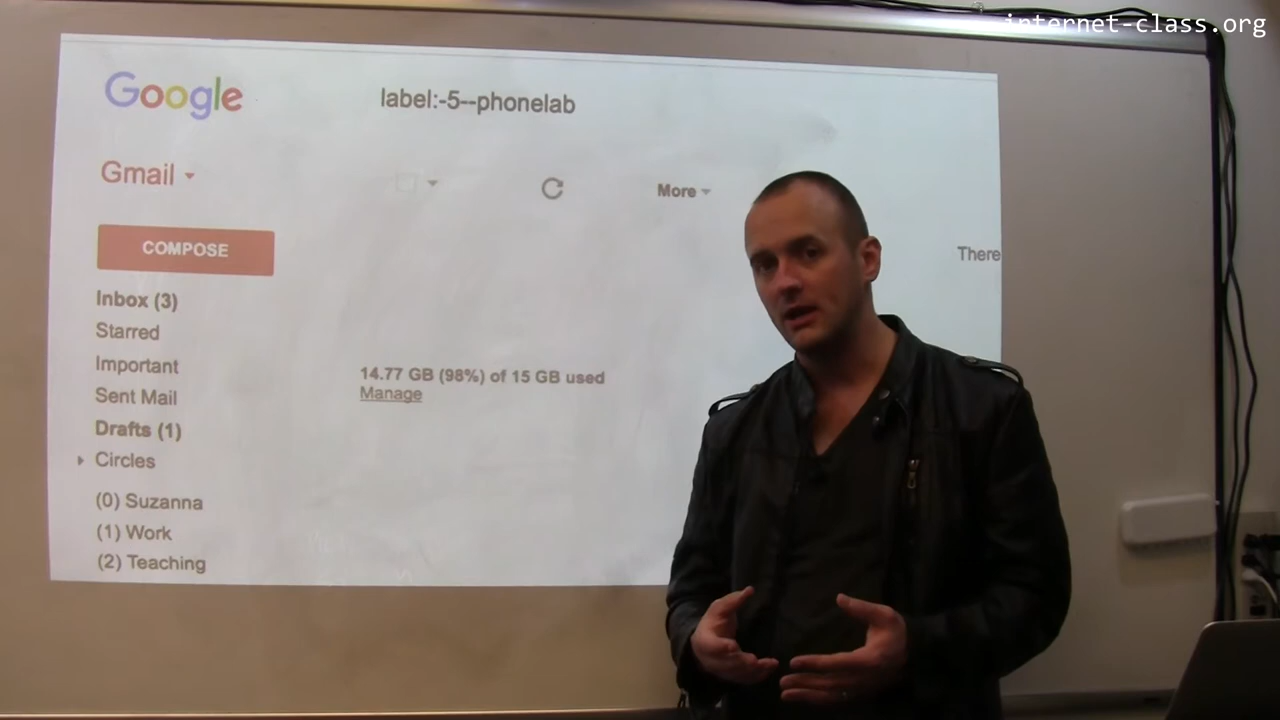 internet-class.org
Google
label:-5--phonelab
Gmail
More
COMPOSE
There
Inbox (3)
Starred
Important
Sent Mail
Drafts (1)
Circles
(0) Suzanna
(1) Work
(2) Teaching
14.77 GB (98%) of 15 GB used
Manage